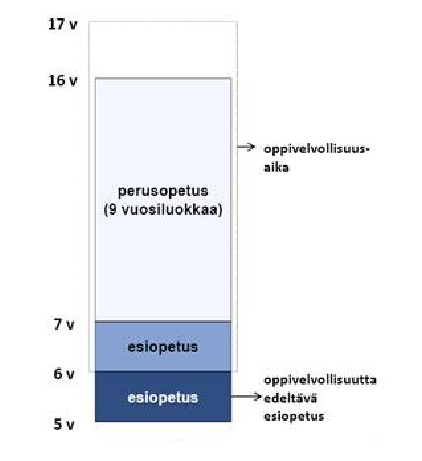 17 v
16 v
oppivelvollisuus-
aika
perusopetus
(9 vuosiluokkaa)
7 v
esiopetus
6 v
oppivelvollisuutta
edeltävä
esiopetus
esiopetus
5 v